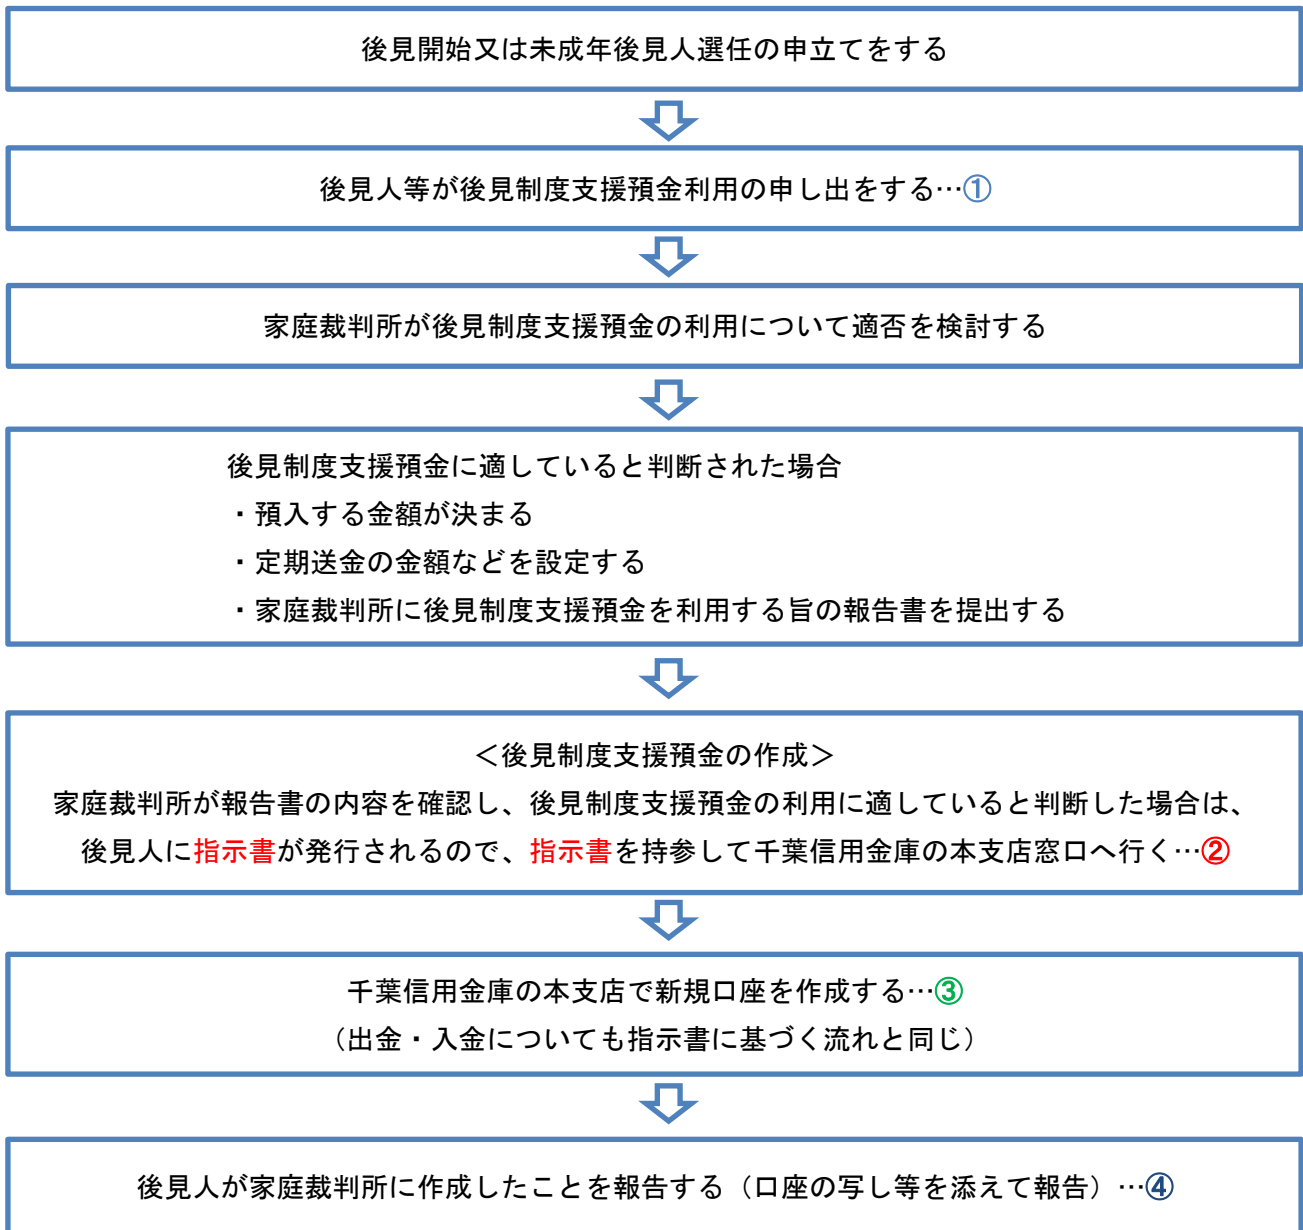 後見開始又は未成年後見人選任の申立てをする
後見人等が後見制度支援預金利用の申し出をする…①
家庭裁判所が後見制度支援預金の利用について適否を検討する
後見制度支援預金に適していると判断された場合
・預入する金額が決まる
・定期送金の金額などを設定する
・家庭裁判所に後見制度支援預金を利用する旨の報告書を提出する
＜後見制度支援預金の作成＞
家庭裁判所が報告書の内容を確認し、後見制度支援預金の利用に適していると判断した場合は、
後見人に指示書が発行されるので、指示書を持参して千葉信用金庫の本支店窓口へ行く…②
千葉信用金庫の本支店で新規口座を作成する…③
（出金・入金についても指示書に基づく流れと同じ）
後見人が家庭裁判所に作成したことを報告する（口座の写し等を添えて報告）…④